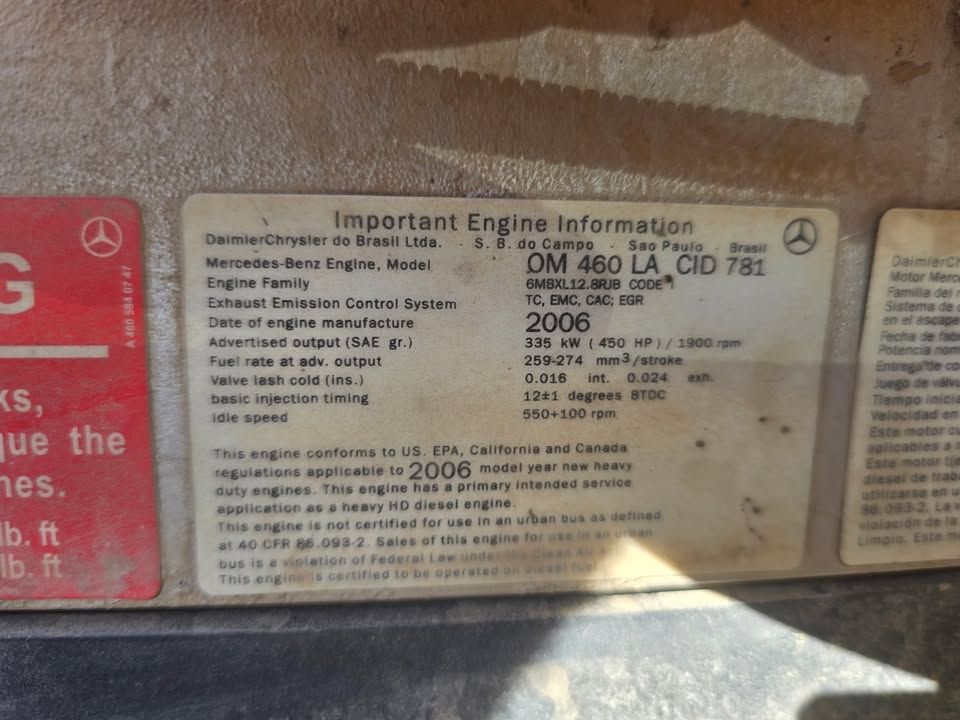 G
A 460 584 07 47
ks,
que the
nes.
lb. ft
lb. ft
Important Engine Information
DaimlerChrysler do Brasil Ltda. - S. B. do Campo - Sao Paulo - Brasil
Mercedes-Benz Engine, Model OM 460 LA CID 781
Engine Family 6MBXL12.8RJB CODE
Exhaust Emission Control System TC, EMC, CAC; EGR
Date of engine manufacture 2006
Advertised output (SAE gr.) 335 kW ( 450 HP ) / 1900 rpm
Fuel rate at adv. output 259-274 mm3/stroke
Valve lash cold (ins.) 0.016 int. 0.024 exh.
basic injection timing 12±1 degrees BTDC
Idle speed 550+100 rpm
This engine conforms to US. EPA, California and Canada
regulations applicable to 2006 model year new heavy
duty engines. This engine has a primary intended service
application as a heavy HD diesel engine.
This engine is not certified for use in an urban bus as defined
at 40 CFR 86.093-2. Sales of this engine for use in an urban
bus is a violation of Federal Law under the Clean Air
This engine is certified to be operated on diesel fuel
DaimlerCh
Motor Merce
Familia del
Sistema de
en el escape
Fecha de fab
Potencia nom
Entrega de co
Juego de válvu
Tiempo inicia
Velocidad en
Este motor cu
aplicables a
Este motor tie
diesel de trab
utilizarse en u
86.093-2. La v
violación de la
Limpio. Este m